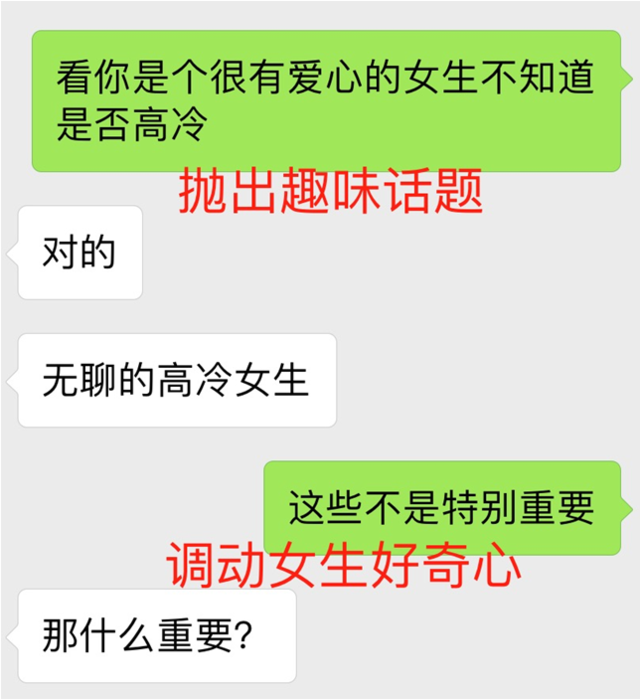 看你是个很有爱心的女生不知道
是否高冷
抛出趣味话题
对的
无聊的高冷女生
这些不是特别重要
调动女生好奇心
那什么重要?